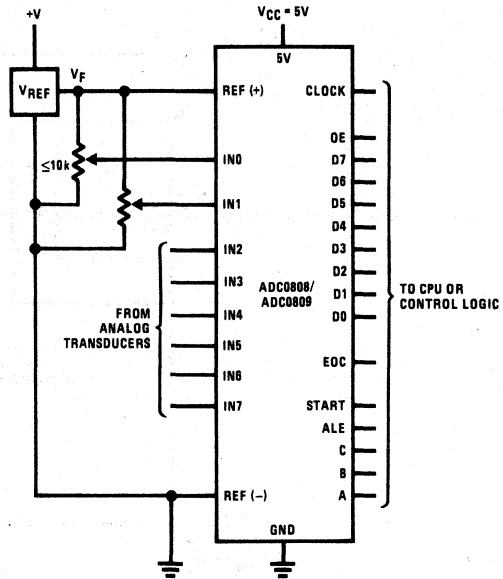 +V
VCC = 5V
5V
VREF
VF
REF (+)
CLOCK
≤10k
IN0
IN1
IN2
IN3
IN4
IN5
IN6
IN7
FROM
ANALOG
TRANSDUCERS
ADC0808/
ADC0809
OE
D7
D6
D5
D4
D3
D2
D1
D0
EOC
START
ALE
C
B
A
TO CPU OR
CONTROL LOGIC
REF (−)
GND